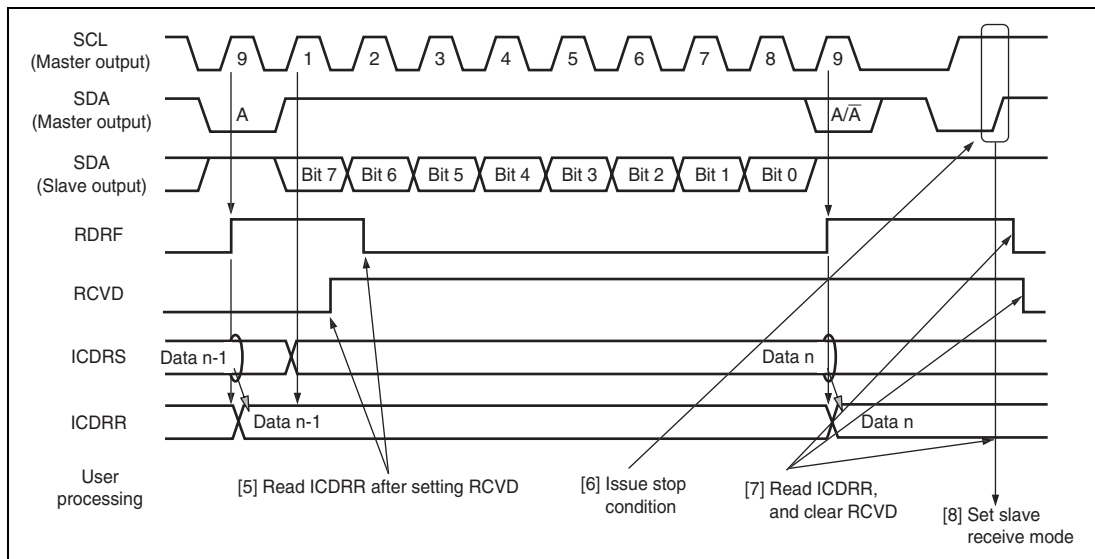 SCL
(Master output)
9 1 2 3 4 5 6 7 8 9
SDA
(Master output)
A A/A̅
SDA
(Slave output)
Bit 7 Bit 6 Bit 5 Bit 4 Bit 3 Bit 2 Bit 1 Bit 0
RDRF
RCVD
ICDRS
Data n-1 Data n
ICDRR
Data n-1 Data n
User
processing
[5] Read ICDRR after setting RCVD
[6] Issue stop
condition
[7] Read ICDRR,
and clear RCVD
[8] Set slave
receive mode